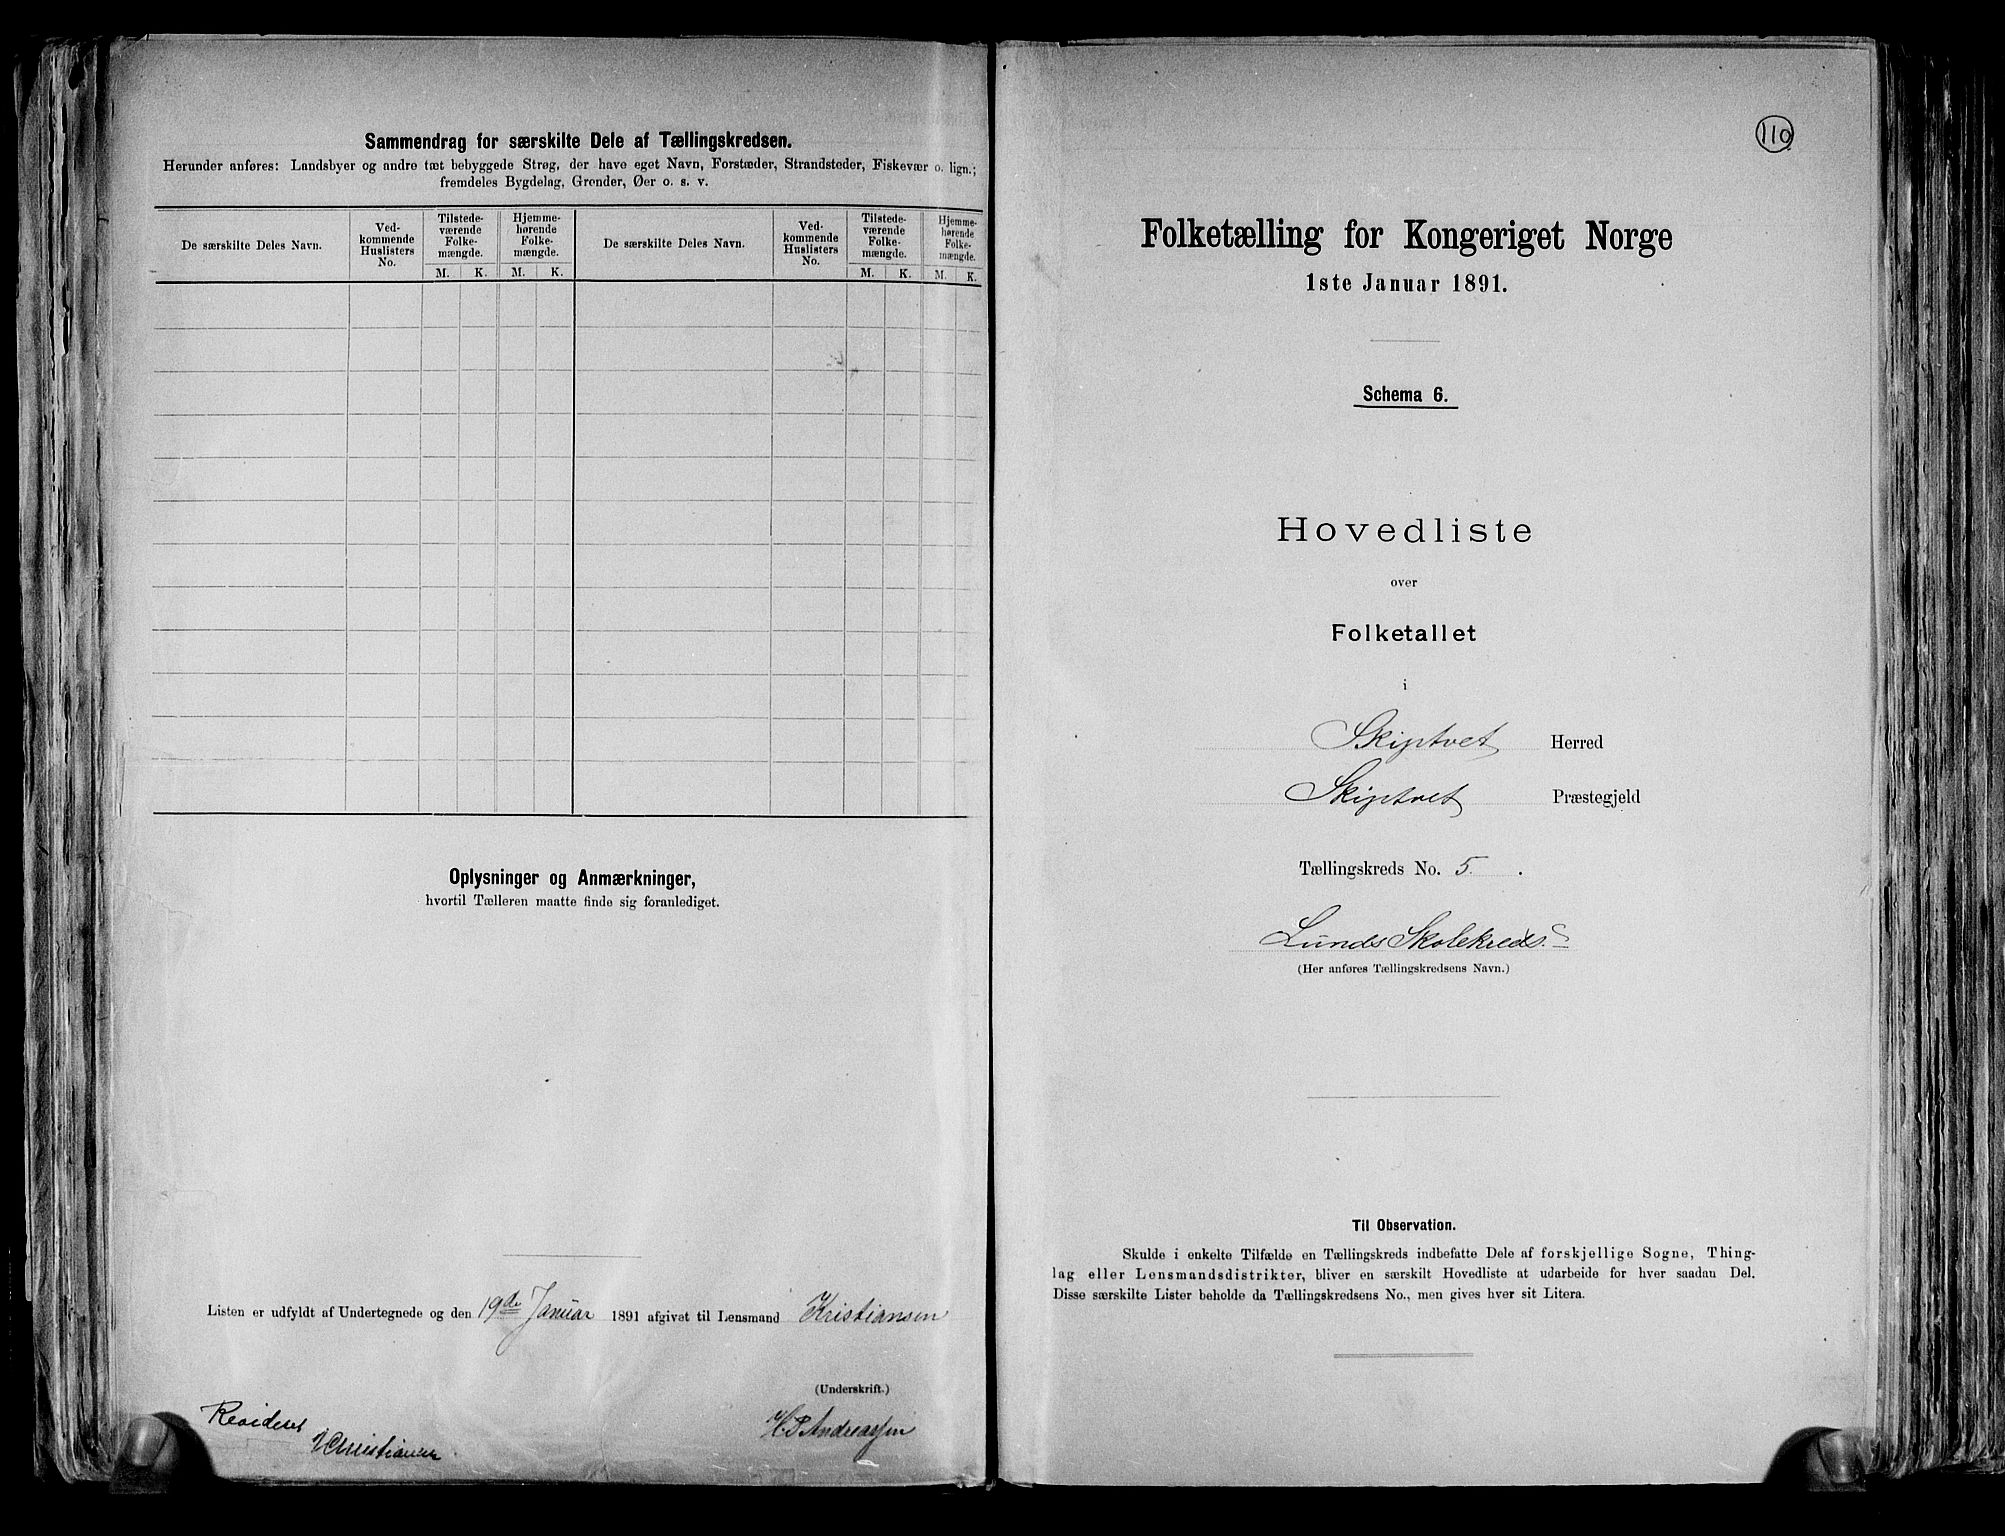 Sammendrag for særskilte Dele af Tællingskredsen.
Herunder anføres: Landsbyer og andre tæt bebyggede Strøg, der have eget Navn, Forstæder, Strandsteder, Fiskevær o. lign.;
fremdeles Bygdelag, Grender, Øer o. s. v.
De særskilte Deles Navn.
Ved-
kommende
Huslisters
No.
Tilstede-
værende
Folke-
mængde.
M. K.
Hjemme-
hørende
Folke-
mængde.
M. K.
De særskilte Deles Navn.
Ved-
kommende
Huslisters
No.
Tilstede-
værende
Folke-
mængde.
M. K.
Hjemme-
hørende
Folke-
mængde.
M. K.
Oplysninger og Anmærkninger,
hvortil Tælleren maatte finde sig foranlediget.
Listen er udfyldt af Undertegnede og den 19de Januar 1891 afgivet til Lensmand Kristiansen
(Underskrift.)
H. P. Andreassen
Revideret
Christiansen
110
Folketælling for Kongeriget Norge
1ste Januar 1891.
Schema 6.
Hovedliste
over
Folketallet
i
Skiptvet Herred
Skiptvet Præstegjeld
Tællingskreds No. 5.
Lunds Skolekreds.
(Her anføres Tællingskredsens Navn.)
Til Observation.
Skulde i enkelte Tilfælde en Tællingskreds indbefatte Dele af forskjellige Sogne, Thing-
lag eller Lensmandsdistrikter, bliver en særskilt Hovedliste at udarbeide for hver saadan Del.
Disse særskilte Lister beholde da Tællingskredsens No., men gives hver sit Litera.